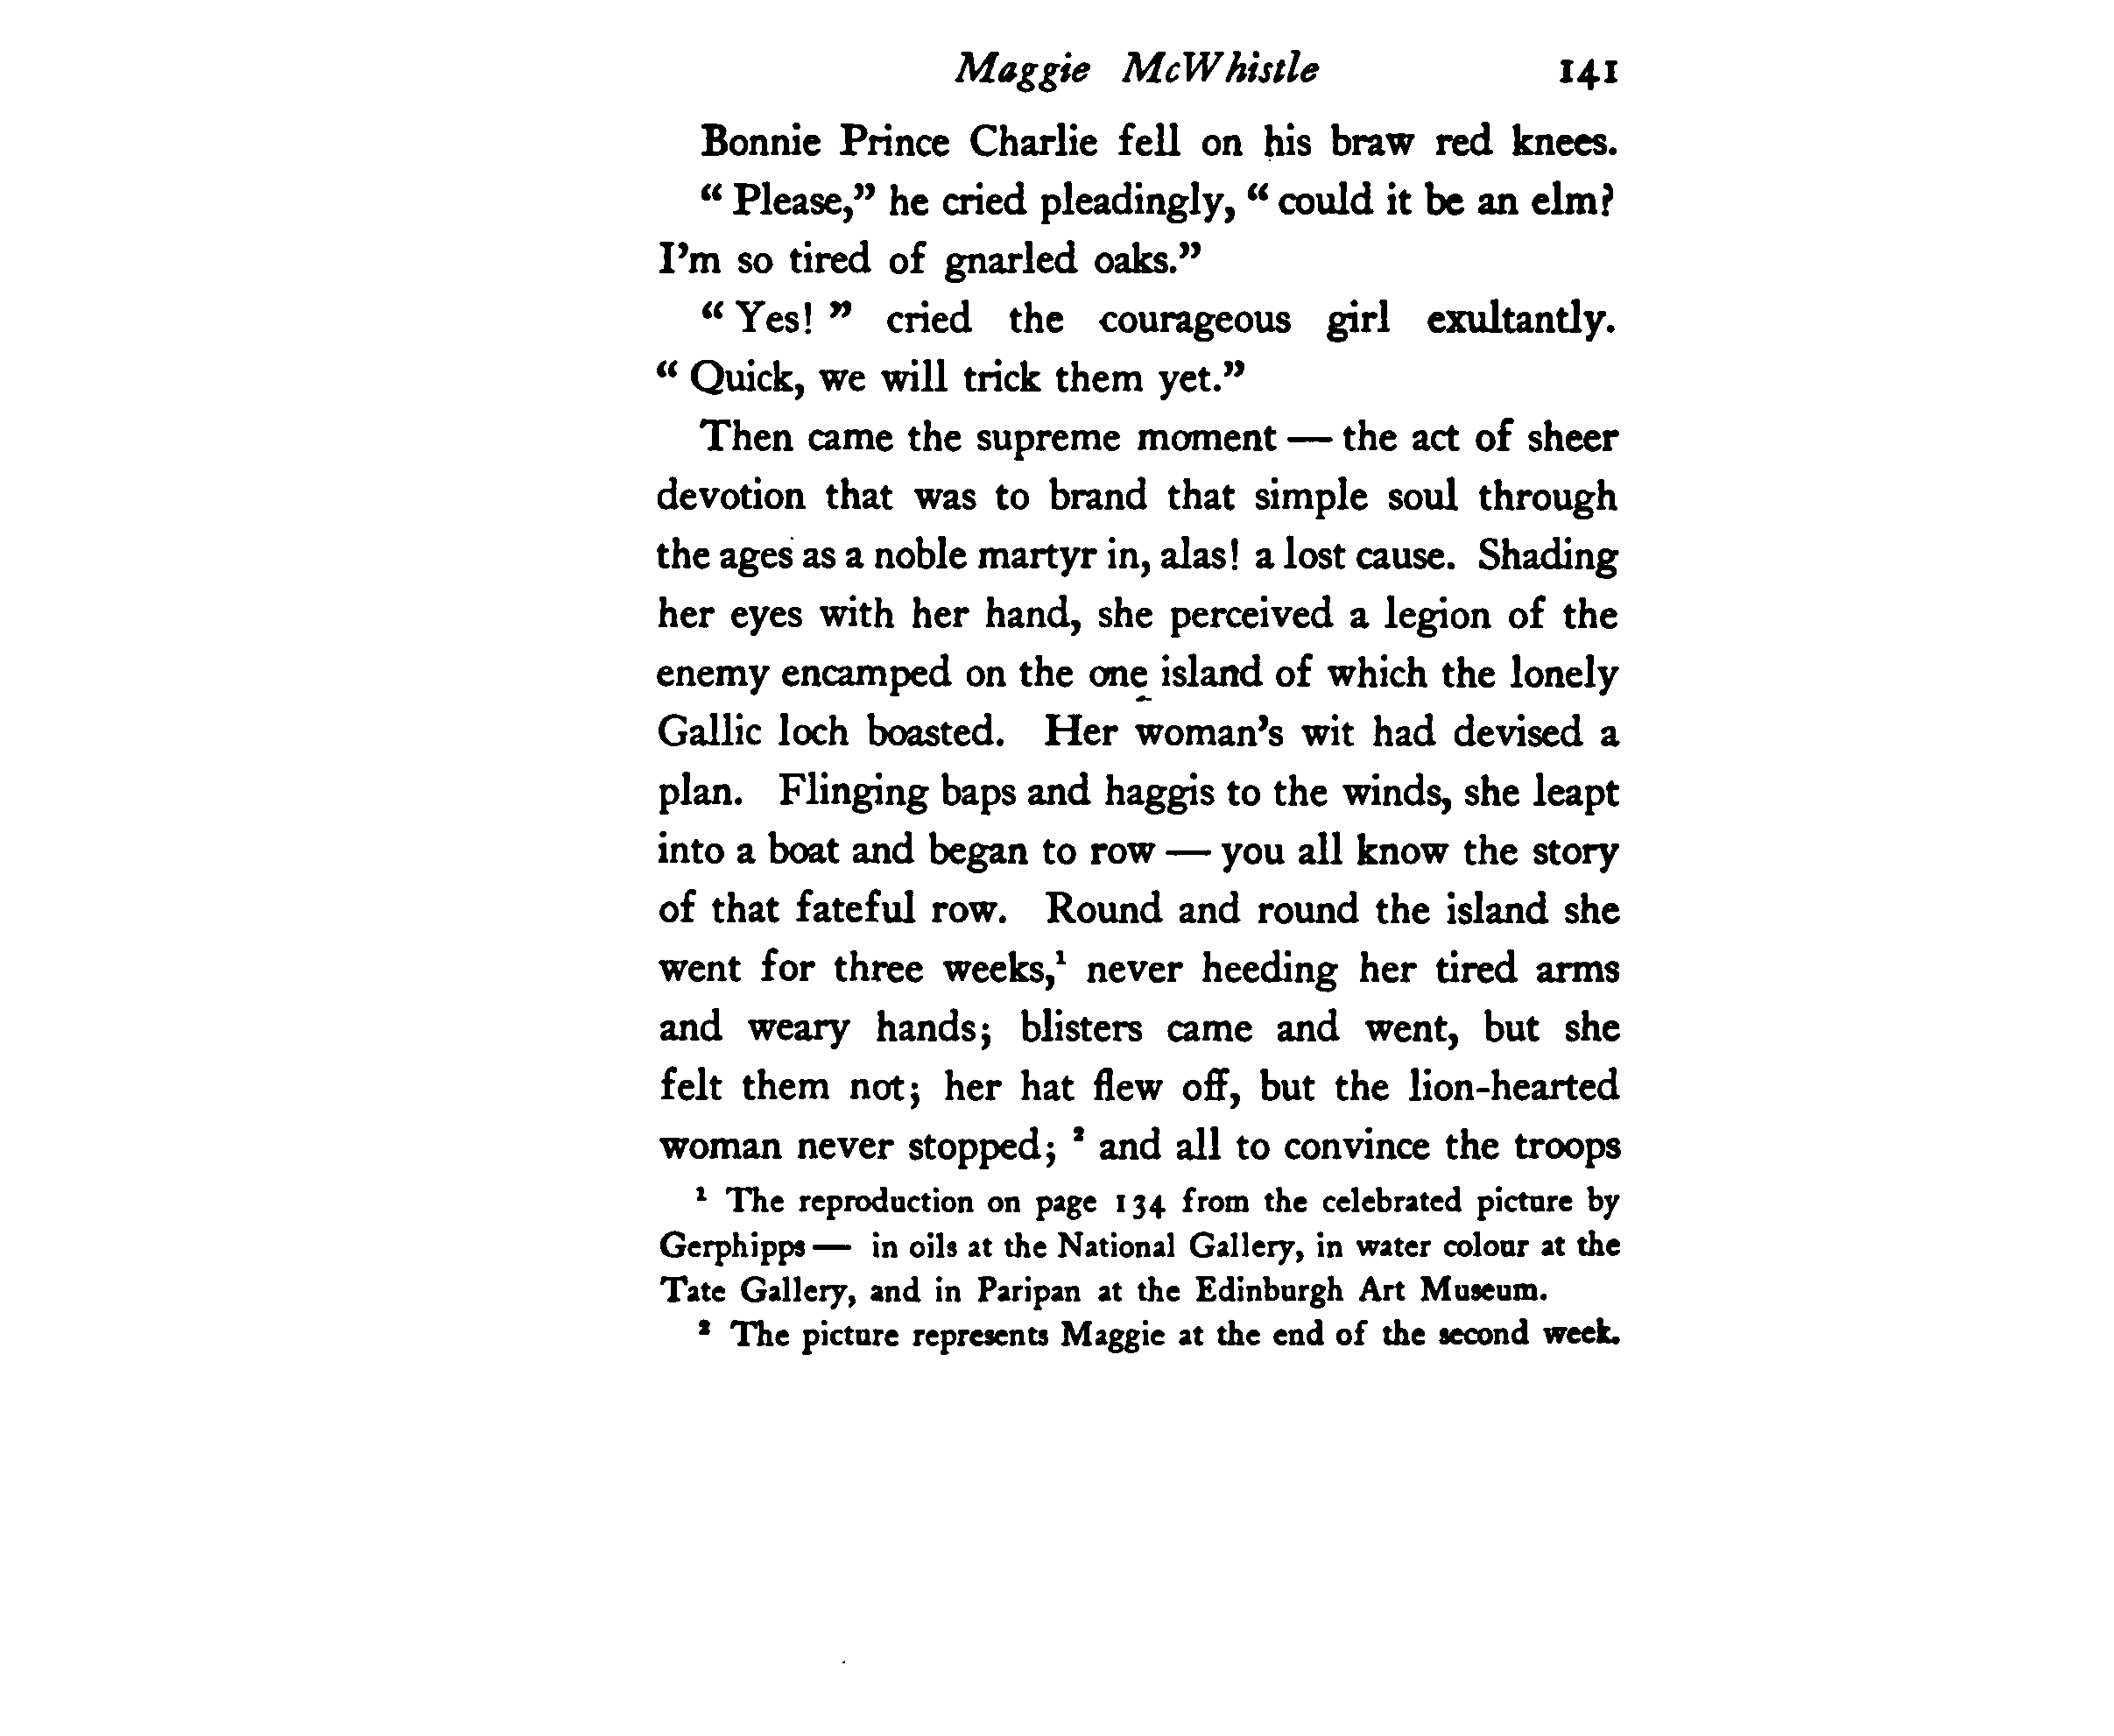 Maggie McWhistle 141
Bonnie Prince Charlie fell on his braw red knees.
“ Please,” he cried pleadingly, “ could it be an elm?
I’m so tired of gnarled oaks.”
“ Yes! ” cried the courageous girl exultantly.
“ Quick, we will trick them yet.”
Then came the supreme moment — the act of sheer
devotion that was to brand that simple soul through
the ages as a noble martyr in, alas! a lost cause. Shading
her eyes with her hand, she perceived a legion of the
enemy encamped on the one island of which the lonely
Gallic loch boasted. Her woman’s wit had devised a
plan. Flinging baps and haggis to the winds, she leapt
into a boat and began to row — you all know the story
of that fateful row. Round and round the island she
went for three weeks,¹ never heeding her tired arms
and weary hands; blisters came and went, but she
felt them not; her hat flew off, but the lion-hearted
woman never stopped; ² and all to convince the troops
¹ The reproduction on page 134 from the celebrated picture by
Gerphipps — in oils at the National Gallery, in water colour at the
Tate Gallery, and in Paripan at the Edinburgh Art Museum.
² The picture represents Maggie at the end of the second week.